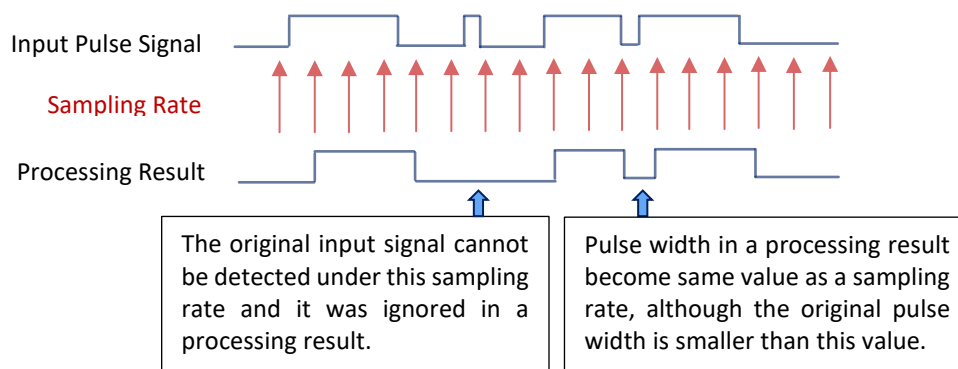 Input Pulse Signal
Sampling Rate
Processing Result
The original input signal cannot
be detected under this sampling
rate and it was ignored in a
processing result.
Pulse width in a processing result
become same value as a sampling
rate, although the original pulse
width is smaller than this value.